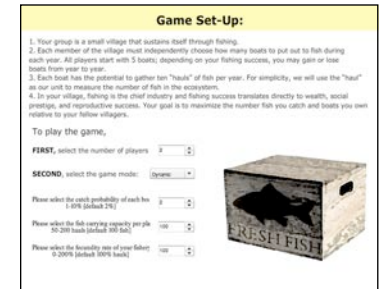 Game Set-Up:
1. Your group is a small village that sustains itself through fishing.
2. Each member of the village must independently choose how many boats to put out to fish during
each year. All players start with 5 boats; depending on your fishing success, you may gain or lose
boats from year to year.
3. Each boat has the potential to gather ten "hauls" of fish per year. For simplicity, we will use the "haul"
as our unit to measure the number of fish in the ecosystem.
4. In your village, fishing is the chief industry and fishing success translates directly to wealth, social
prestige, and reproductive success. Your goal is to maximize the number fish you catch and boats you own
relative to your fellow villagers.
To play the game,
FIRST, select the number of players
SECOND, select the game mode: Dynamic
Please select the catch probability of each boa
1-10% [default 2%]
Please select the fish carrying capacity per ple
50-200 hauls [default 100 fish]
100
Please select the fecundity rate of your fishery
0-200% [default 100% hauls]
100
FRESH FISH